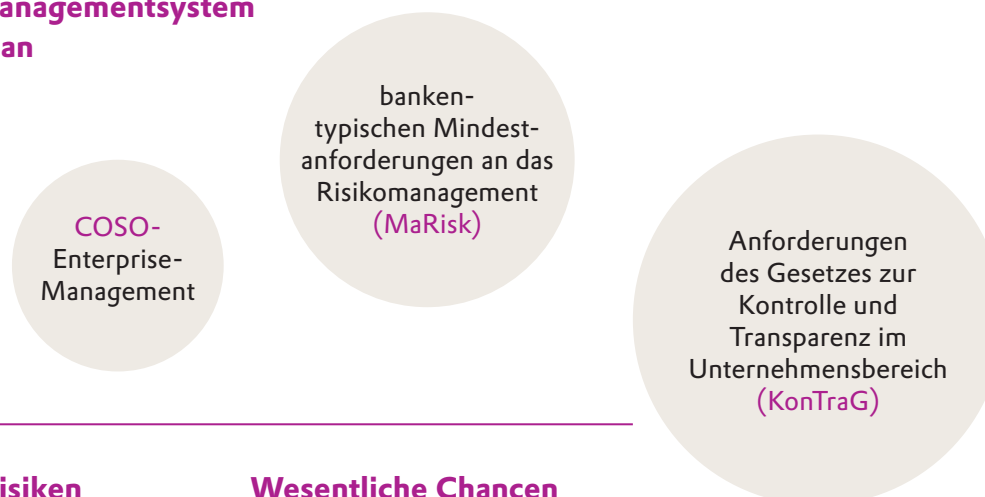 anagementsystem
an
COSO-
Enterprise-
Management
banken-
typischen Mindest-
anforderungen an das
Risikomanagement
(MaRisk)
Anforderungen
des Gesetzes zur
Kontrolle und
Transparenz im
Unternehmensbereich
(KonTraG)
isiken
Wesentliche Chancen